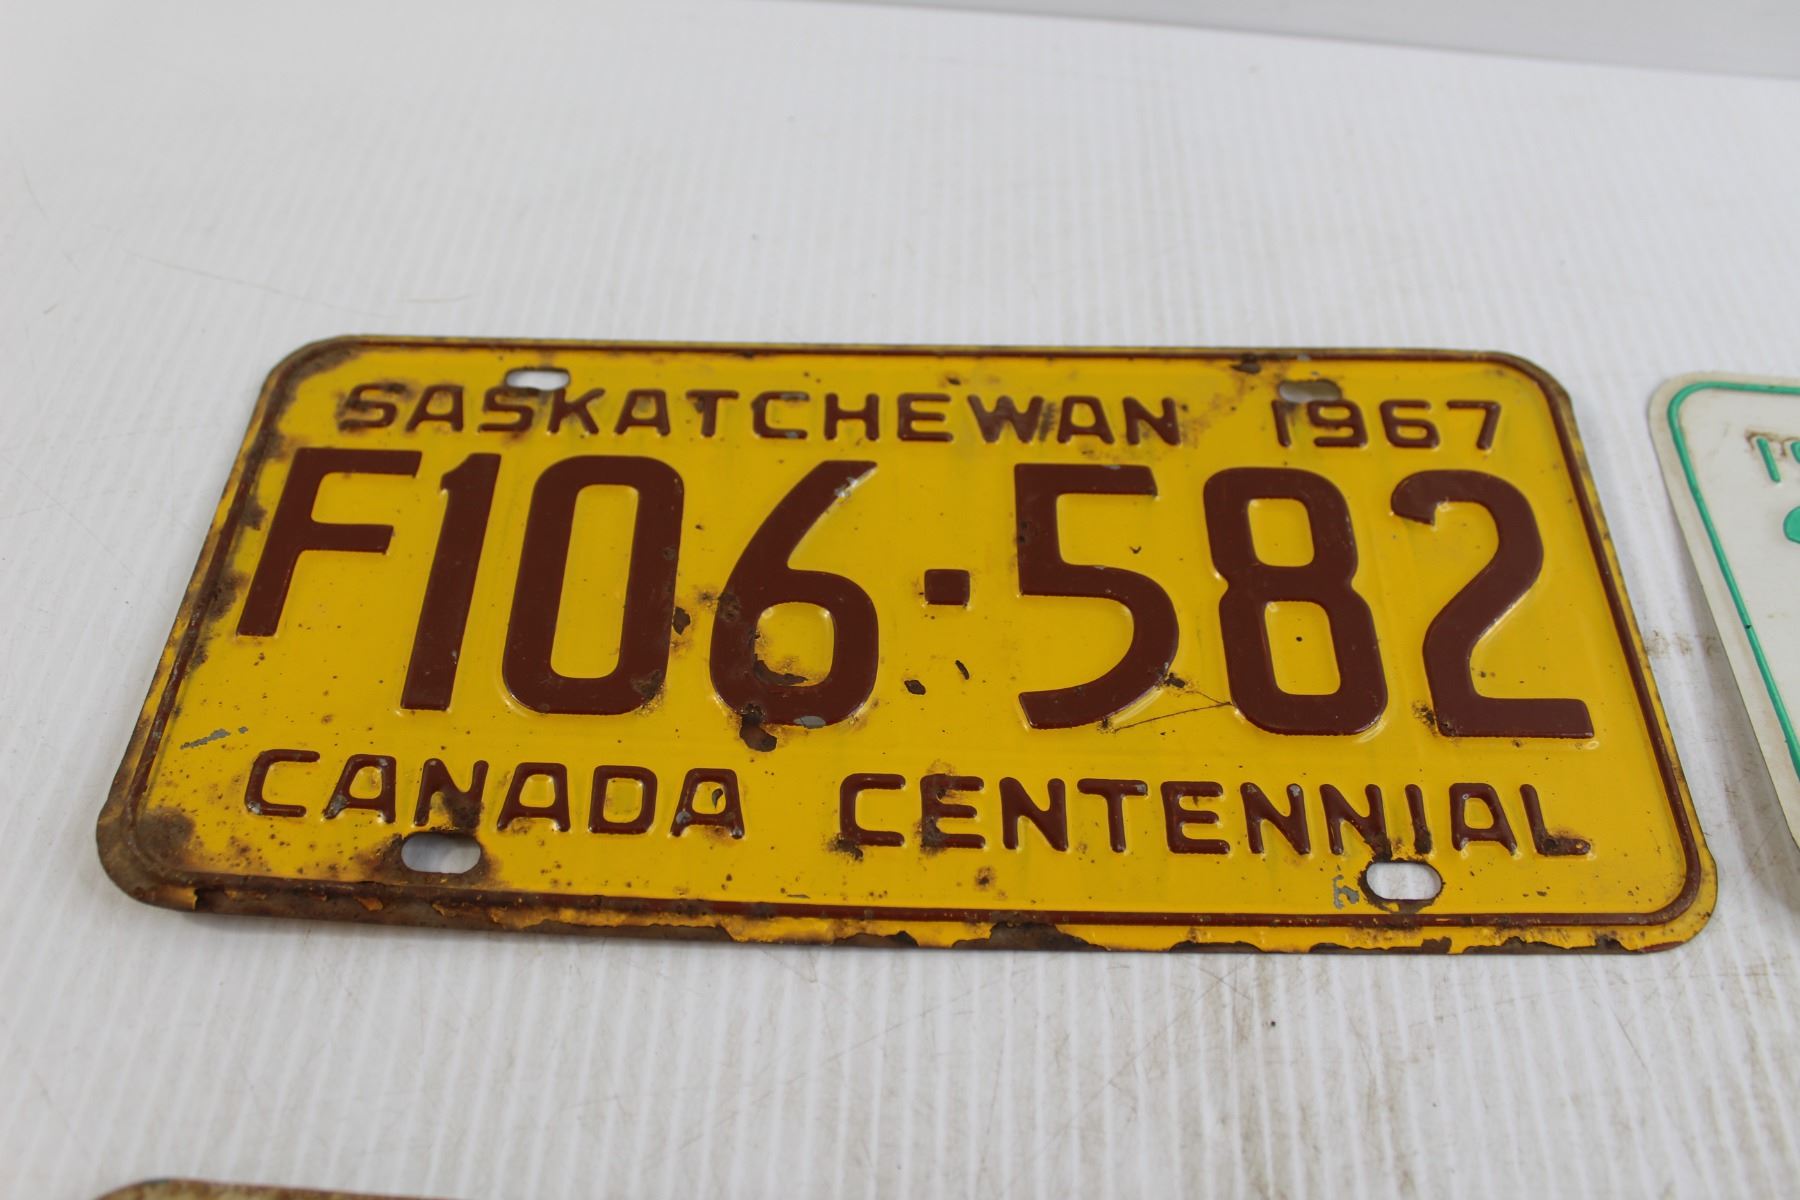 SASKATCHEWAN 1967
F106·582
CANADA CENTENNIAL